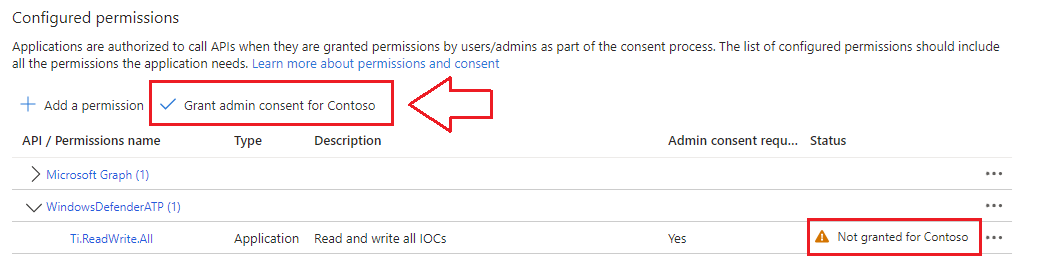 Configured permissions
Applications are authorized to call APIs when they are granted permissions by users/admins as part of the consent process. The list of configured permissions should include
all the permissions the application needs. Learn more about permissions and consent
Add a permission Grant admin consent for Contoso
API / Permissions name Type Description Admin consent requ... Status
Microsoft Graph (1)
WindowsDefenderATP (1)
Ti.ReadWrite.All Application Read and write all IOCs Yes Not granted for Contoso